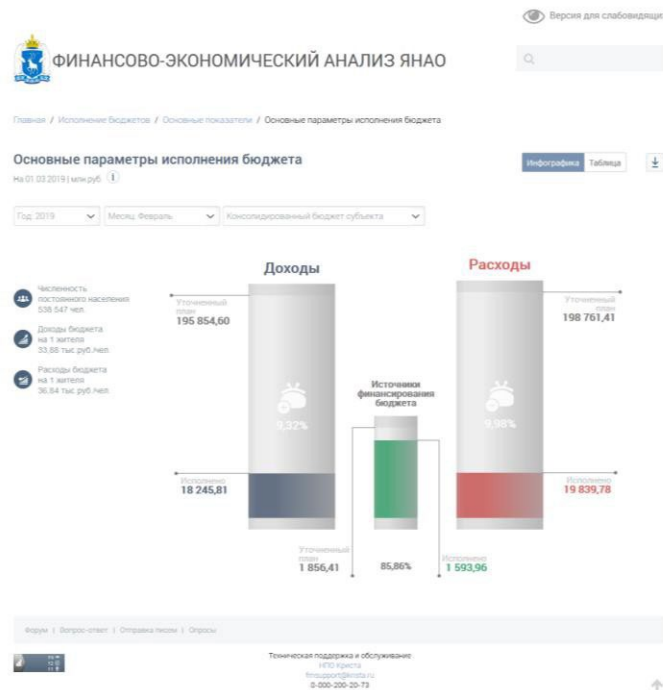 Версия для слабовидящих
ФИНАНСОВО-ЭКОНОМИЧЕСКИЙ АНАЛИЗ ЯНАО
Главная / Исполнение бюджетов / Основные показатели / Основные параметры исполнения бюджета
Основные параметры исполнения бюджета
На 01.03.2019 | млн.руб.
Инфографика Таблица
Год: 2019 Месяц: Февраль Консолидированный бюджет субъекта
Доходы
Расходы
Численность
постоянного населения
538 547 чел.
Доходы бюджета
на 1 жителя
33.88 тыс.руб./чел.
Расходы бюджета
на 1 жителя
36.84 тыс.руб./чел.
Уточненный
план
195 854,60
Уточненный
план
198 761,41
Источники
финансирования
бюджета
9,32%
9,98%
Исполнено
18 245,81
Исполнено
19 839,78
Уточненный
план
1 856,41
85,86%
Исполнено
1 593,96
Форум | Вопрос-ответ | Отправка писем | Опросы
Техническая поддержка и обслуживание:
НПО Криста
fmsupport@krista.ru
8-800-200-20-73